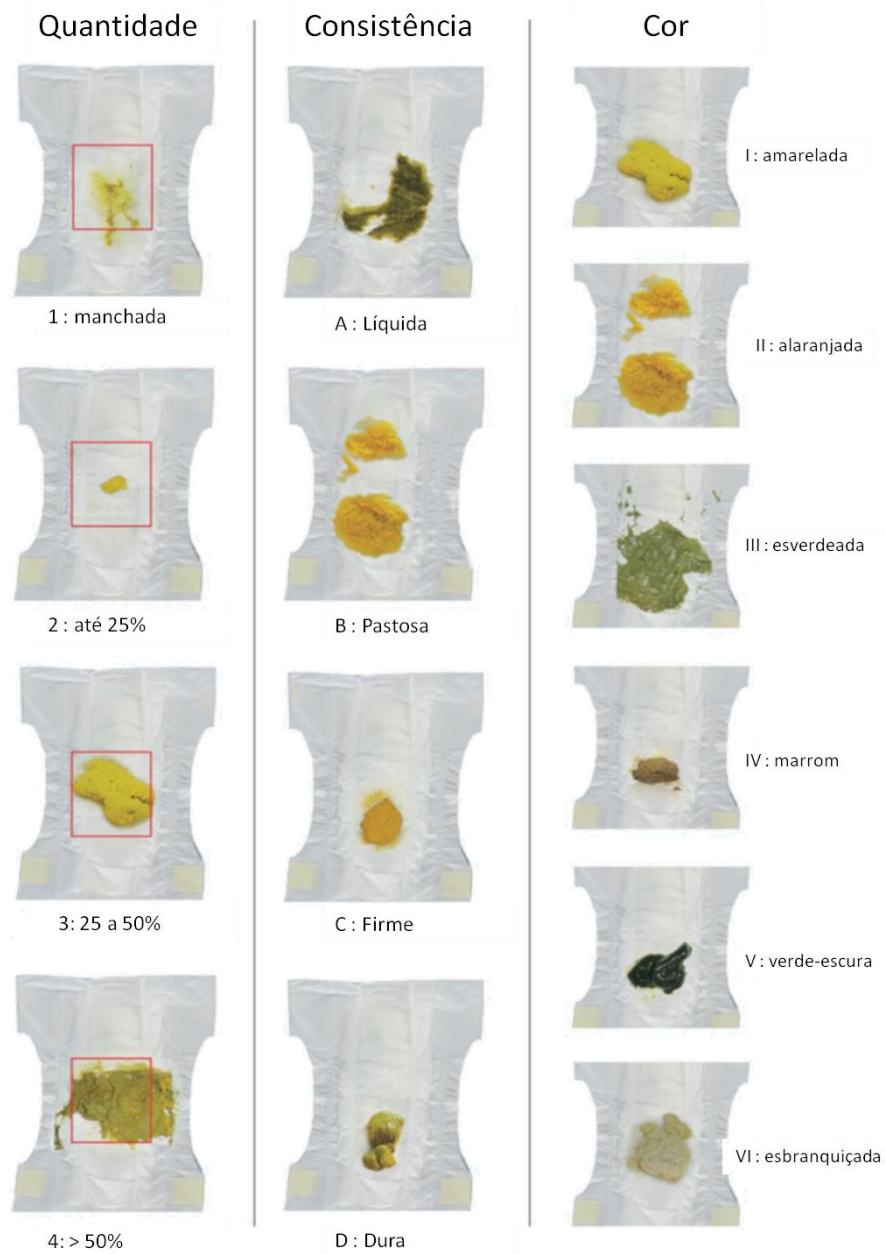 Quantidade
Consistência
Cor
1 : manchada
2 : até 25%
3: 25 a 50%
4: > 50%
A : Líquida
B : Pastosa
C : Firme
D : Dura
I : amarelada
II : alaranjada
III : esverdeada
IV : marrom
V : verde-escura
VI : esbranquiçada